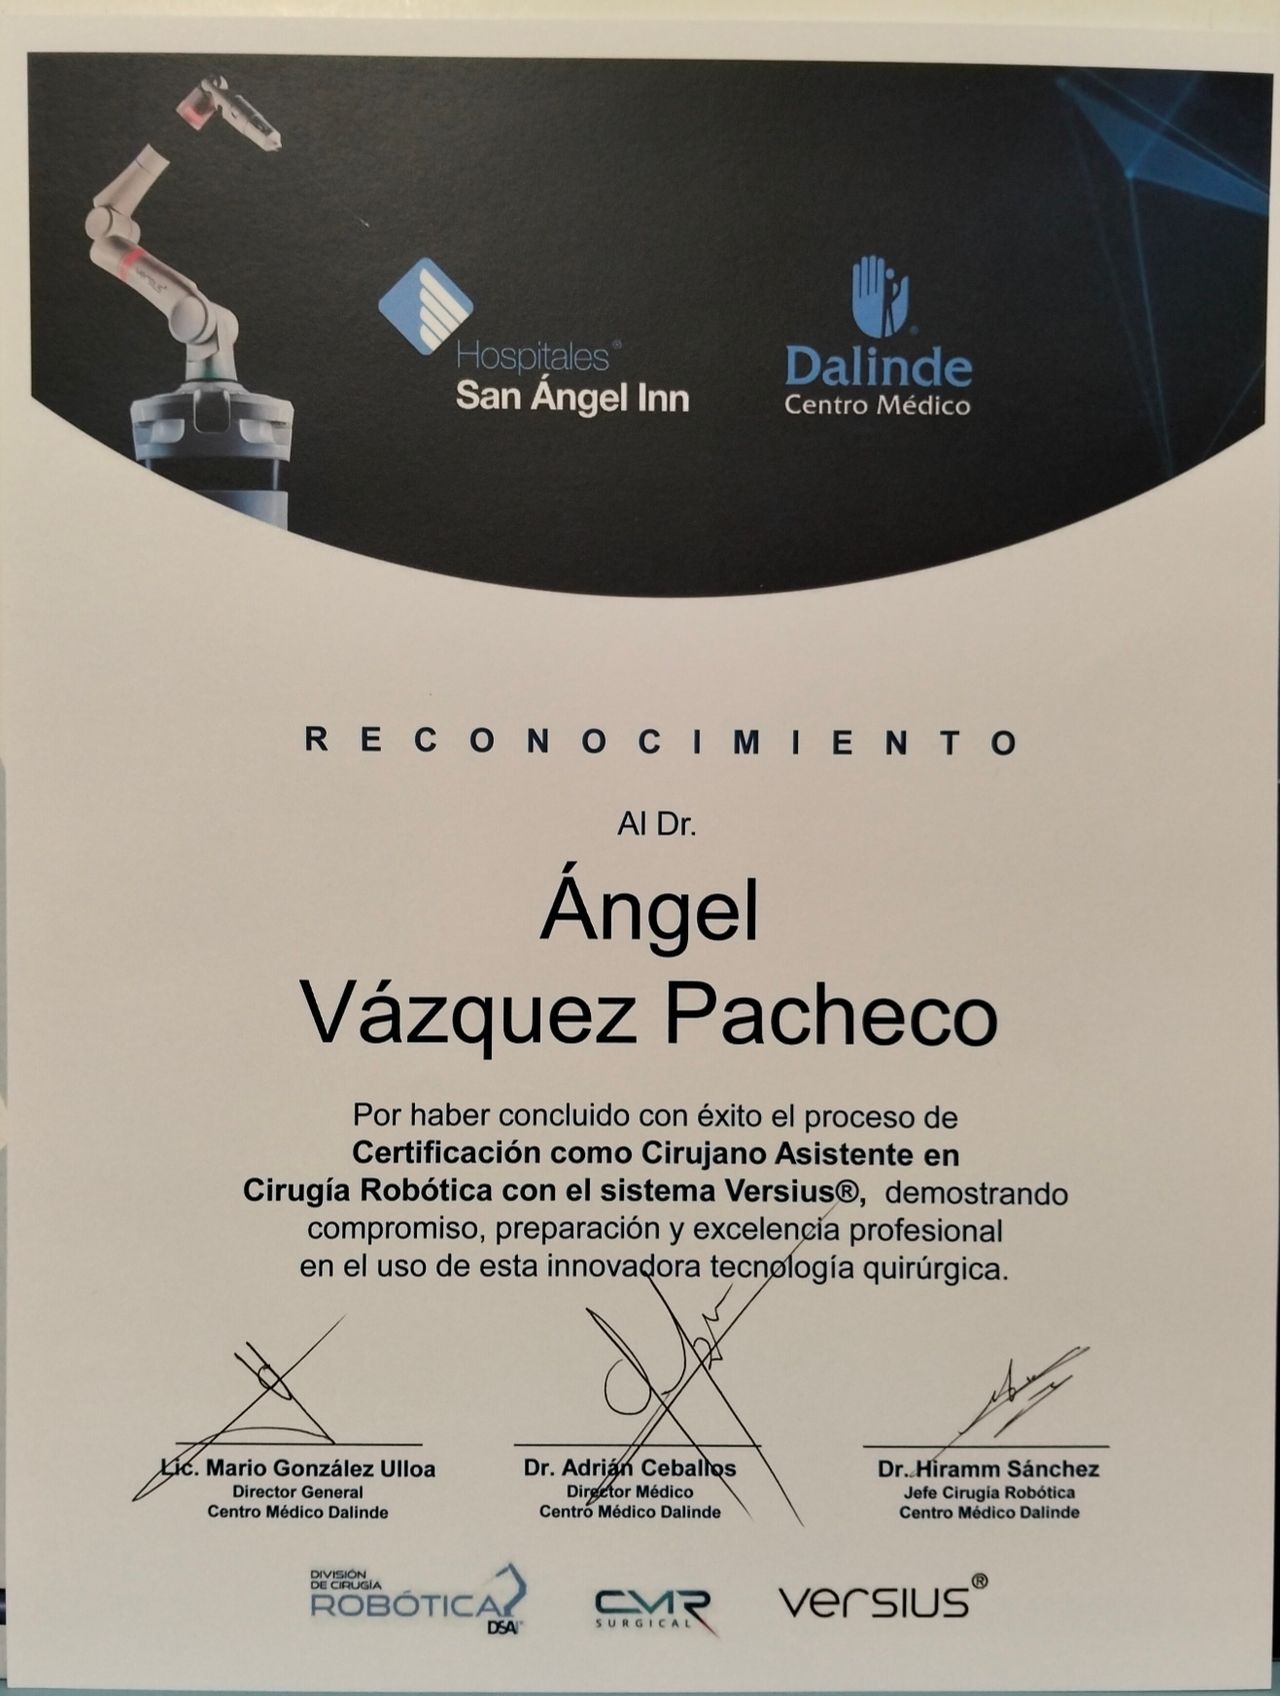 versius
Hospitales®
San Ángel Inn
Dalinde
Centro Médico
RECONOCIMIENTO
Al Dr.
Ángel
Vázquez Pacheco
Por haber concluido con éxito el proceso de
Certificación como Cirujano Asistente en
Cirugía Robótica con el sistema Versius®, demostrando
compromiso, preparación y excelencia profesional
en el uso de esta innovadora tecnología quirúrgica.
Lic. Mario González Ulloa
Director General
Centro Médico Dalinde
Dr. Adrián Ceballos
Director Médico
Centro Médico Dalinde
Dr. Hiramm Sánchez
Jefe Cirugía Robótica
Centro Médico Dalinde
DIVISIÓN
DE CIRUGÍA
ROBÓTICA
DSAI
CMR
SURGICAL
versius®